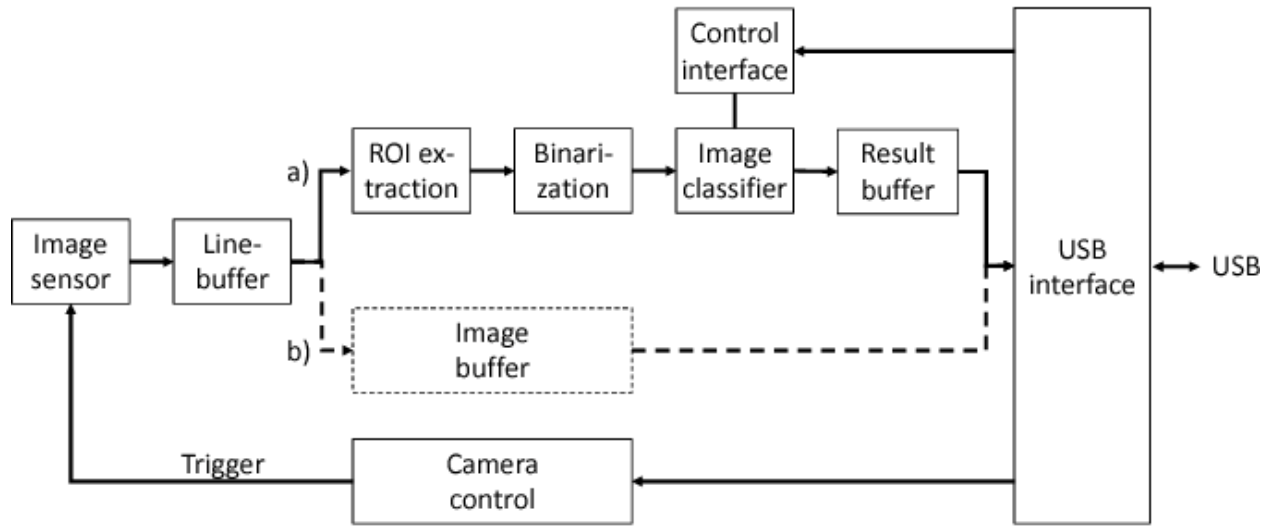 Control
interface
a)
ROI ex-
traction
Binari-
zation
Image
classifier
Result
buffer
Image
sensor
Line-
buffer
USB
interface
USB
b)
Image
buffer
Trigger
Camera
control